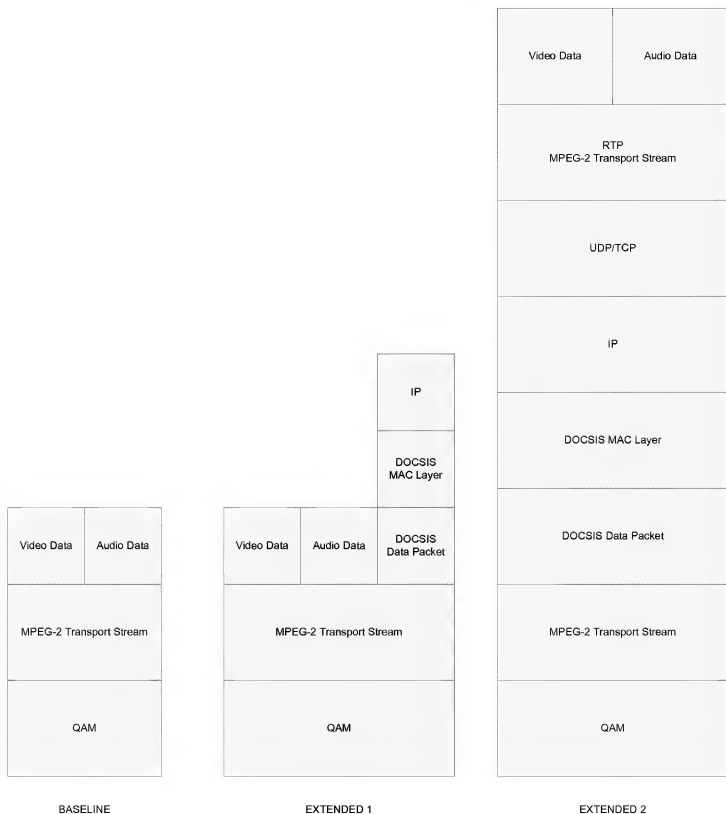 Video Data
Audio Data
RTP
MPEG-2 Transport Stream
UDP/TCP
IP
DOCSIS MAC Layer
DOCSIS Data Packet
MPEG-2 Transport Stream
QAM
EXTENDED 2
IP
DOCSIS
MAC Layer
Video Data
Audio Data
DOCSIS
Data Packet
MPEG-2 Transport Stream
QAM
EXTENDED 1
Video Data
Audio Data
MPEG-2 Transport Stream
QAM
BASELINE